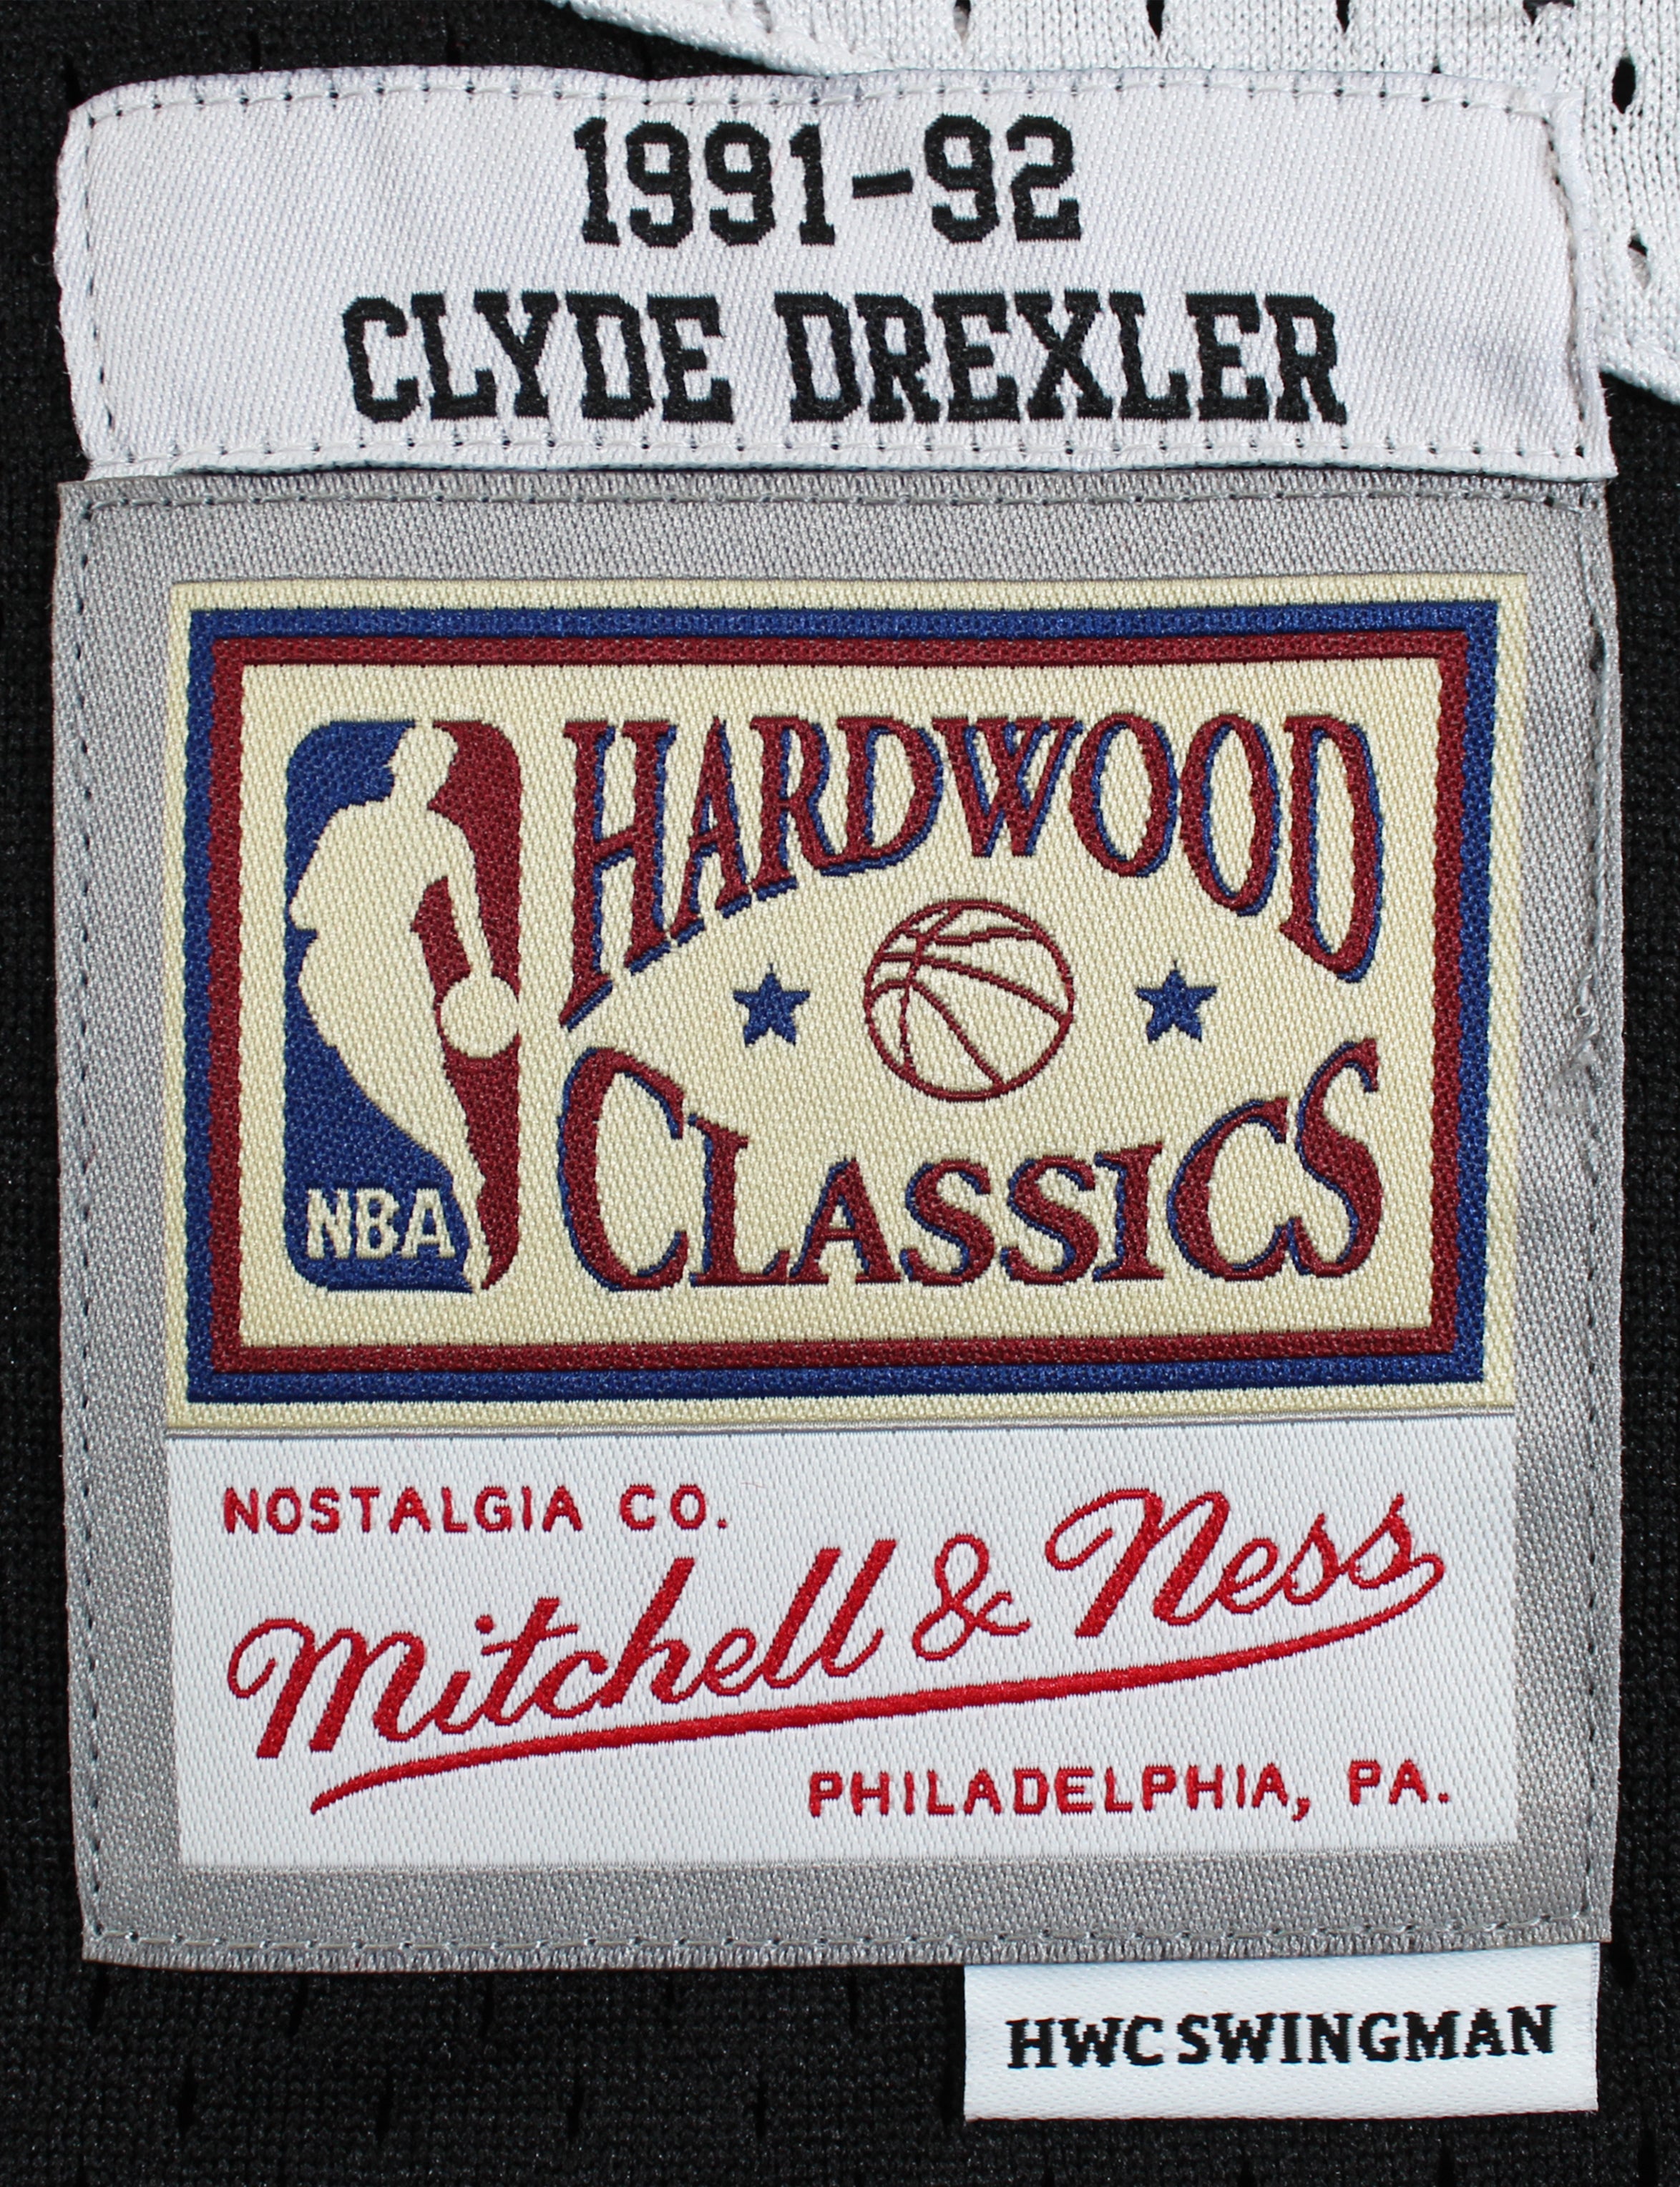 1991-92
CLYDE DREXLER
HARDWOOD
CLASSICS
NBA
NOSTALGIA CO.
Mitchell & Ness
PHILADELPHIA, PA.
HWC SWINGMAN